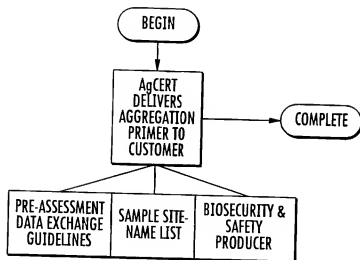 BEGIN
AgCERT
DELIVERS
AGGREGATION
PRIMER TO
CUSTOMER
COMPLETE
PRE-ASSESSMENT
DATA EXCHANGE
GUIDELINES
SAMPLE SITE-
NAME LIST
BIOSECURITY &
SAFETY
PRODUCER